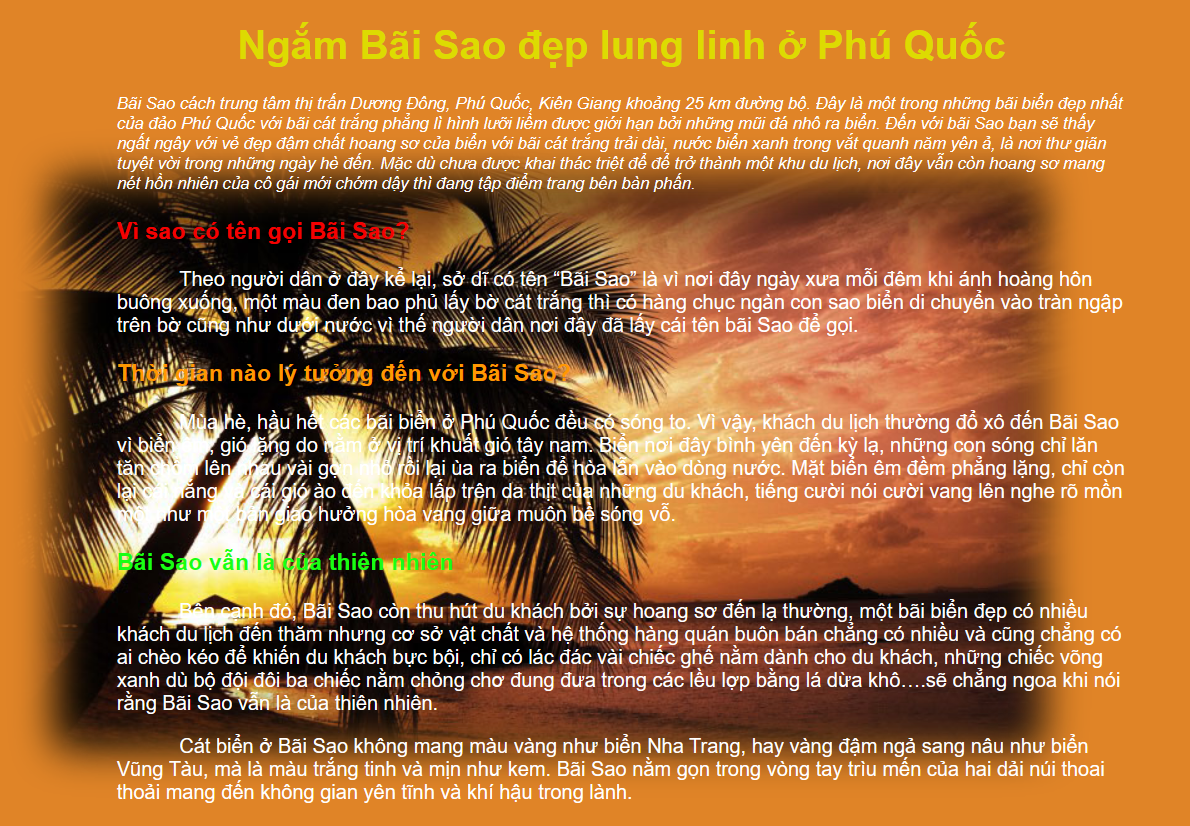 Ngắm Bãi Sao đẹp lung linh ở Phú Quốc
Bãi Sao cách trung tâm thị trấn Dương Đông, Phú Quốc, Kiên Giang khoảng 25 km đường bộ. Đây là một trong những bãi biển đẹp nhất
của đảo Phú Quốc với bãi cát trắng phẳng lì hình lưỡi liềm được giới hạn bởi những mũi đá nhô ra biển. Đến với bãi Sao bạn sẽ thấy
ngất ngây với vẻ đẹp đậm chất hoang sơ của biển với bãi cát trắng trải dài, nước biển xanh trong vắt quanh năm yên ả, là nơi thư giãn
tuyệt vời trong những ngày hè đến. Mặc dù chưa được khai thác triệt để để trở thành một khu du lịch, nơi đây vẫn còn hoang sơ mang
nét hồn nhiên của cô gái mới chớm dậy thì đang tập điểm trang bên bàn phấn.
Vì sao có tên gọi Bãi Sao?
Theo người dân ở đây kể lại, sở dĩ có tên “Bãi Sao” là vì nơi đây ngày xưa mỗi đêm khi ánh hoàng hôn
buông xuống, một màu đen bao phủ lấy bờ cát trắng thì có hàng chục ngàn con sao biển di chuyển vào tràn ngập
trên bờ cũng như dưới nước vì thế người dân nơi đây đã lấy cái tên bãi Sao để gọi.
Thời gian nào lý tưởng đến với Bãi Sao?
Mùa hè, hầu hết các bãi biển ở Phú Quốc đều có sóng to. Vì vậy, khách du lịch thường đổ xô đến Bãi Sao
vì biển gió lặng do nằm ở vị trí khuất gió tây nam. Biển nơi đây bình yên đến kỳ lạ, những con sóng chỉ lăn
tăn lên nhau vài gợn nhỏ rồi lại ùa ra biển để hòa lẫn vào dòng nước. Mặt biển êm đềm phẳng lặng, chỉ còn
lại cái nắng và cái gió ào đến khỏa lấp trên da thịt của những du khách, tiếng cười nói cười vang lên nghe rõ mồn
một như một bản giao hưởng hòa vang giữa muôn bề sóng vỗ.
Bãi Sao vẫn là của thiên nhiên
Bên cạnh đó, Bãi Sao còn thu hút du khách bởi sự hoang sơ đến lạ thường, một bãi biển đẹp có nhiều
khách du lịch đến thăm nhưng cơ sở vật chất và hệ thống hàng quán buôn bán chẳng có nhiều và cũng chẳng có
ai chèo kéo để khiến du khách bực bội, chỉ có lác đác vài chiếc ghế nằm dành cho du khách, những chiếc võng
xanh dù bộ đội đôi ba chiếc nằm chỏng chơ đung đưa trong các lều lợp bằng lá dừa khô….sẽ chẳng ngoa khi nói
rằng Bãi Sao vẫn là của thiên nhiên.
Cát biển ở Bãi Sao không mang màu vàng như biển Nha Trang, hay vàng đậm ngả sang nâu như biển
Vũng Tàu, mà là màu trắng tinh và mịn như kem. Bãi Sao nằm gọn trong vòng tay trìu mến của hai dải núi thoai
thoải mang đến không gian yên tĩnh và khí hậu trong lành.